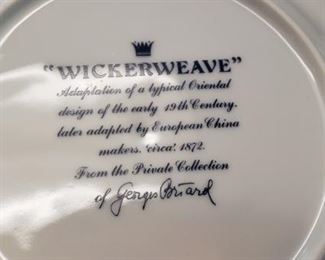 "WICKERWEAVE"
Adaptation of a typical Oriental
design of the early 19th Century.
later adapted by European China
makers. 'circa'. 1872.
From the Private Collection
of Georges Briard